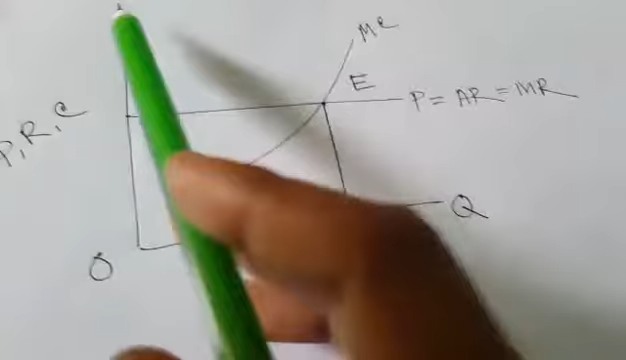 MC
E
P = AR = MR
P, R, C
Q
O